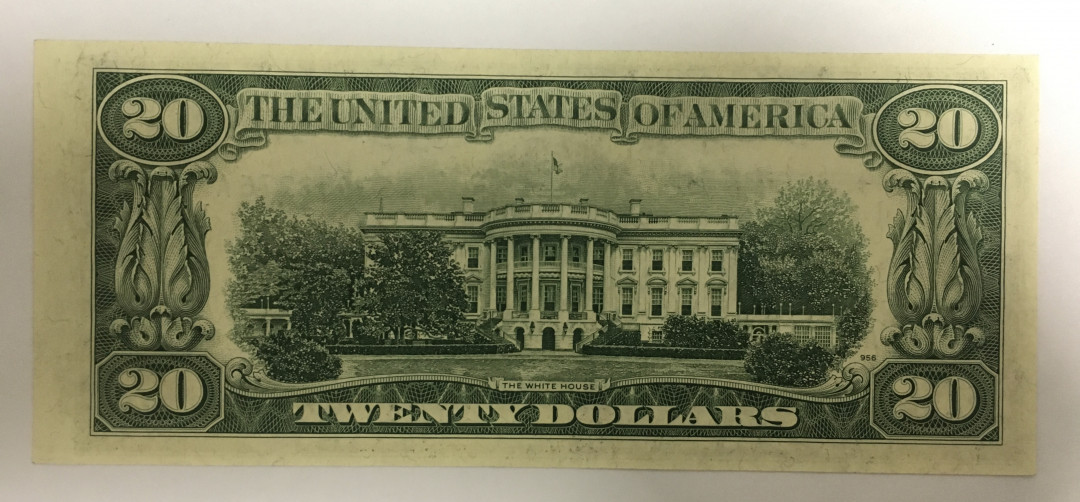 20 THE UNITED STATES OF AMERICA 20
956
THE WHITE HOUSE
20 TWENTY DOLLARS 20